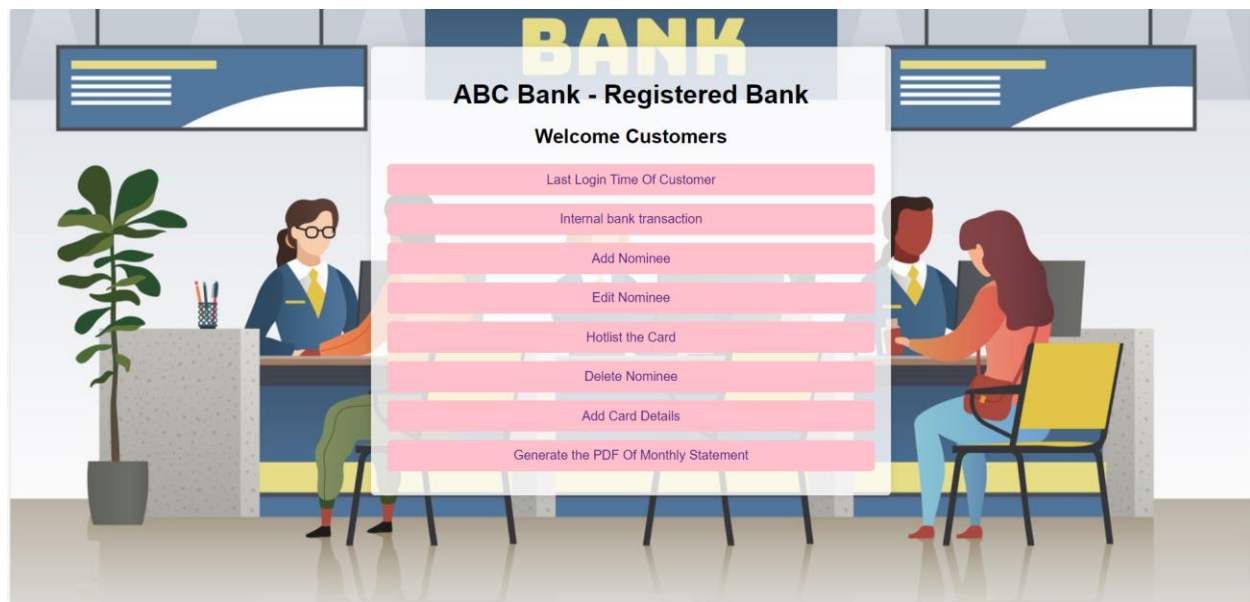 BANK
ABC Bank - Registered Bank
Welcome Customers
Last Login Time Of Customer
Internal bank transaction
Add Nominee
Edit Nominee
Hotlist the Card
Delete Nominee
Add Card Details
Generate the PDF Of Monthly Statement